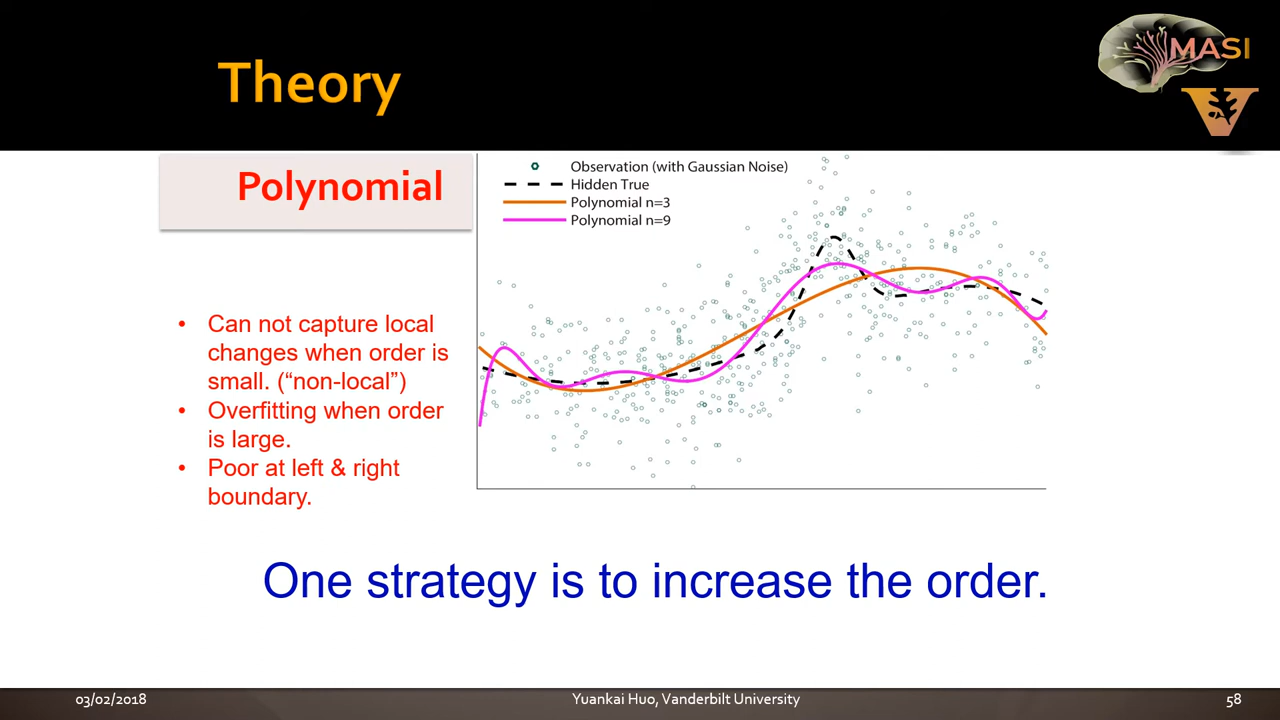 Theory
MASI
V
Polynomial
Observation (with Gaussian Noise)
Hidden True
Polynomial n=3
Polynomial n=9
• Can not capture local
changes when order is
small. (“non-local”)
• Overfitting when order
is large.
• Poor at left & right
boundary.
One strategy is to increase the order.
03/02/2018
Yuankai Huo, Vanderbilt University
58